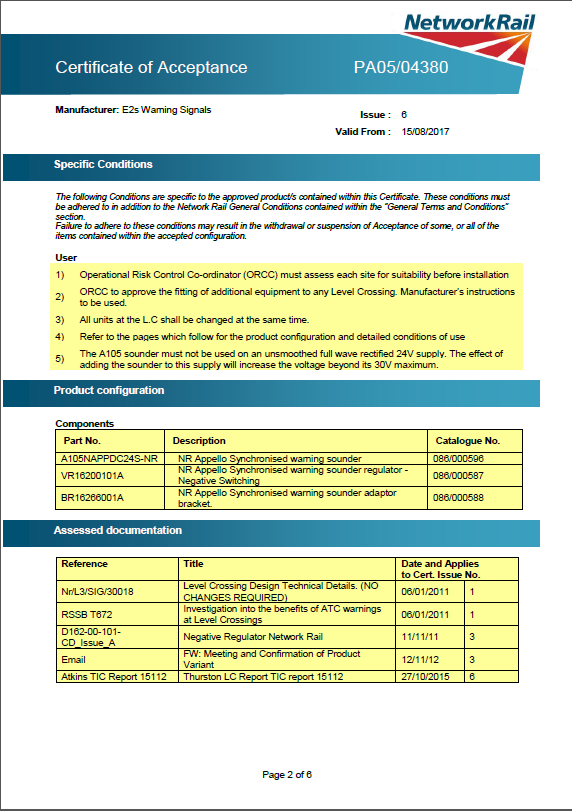 NetworkRail
Certificate of Acceptance PA05/04380
Manufacturer: E2s Warning Signals
Issue : 6
Valid From : 15/08/2017
Specific Conditions
The following Conditions are specific to the approved product/s contained within this Certificate. These conditions must
be adhered to in addition to the Network Rail General Conditions contained within the "General Terms and Conditions"
section.
Failure to adhere to these conditions may result in the withdrawal or suspension of Acceptance of some, or all of the
items contained within the accepted configuration.
User
1) Operational Risk Control Co-ordinator (ORCC) must assess each site for suitability before installation
2) ORCC to approve the fitting of additional equipment to any Level Crossing. Manufacturer's instructions
to be used.
3) All units at the L.C shall be changed at the same time.
4) Refer to the pages which follow for the product configuration and detailed conditions of use
5) The A105 sounder must not be used on an unsmoothed full wave rectified 24V supply. The effect of
adding the sounder to this supply will increase the voltage beyond its 30V maximum.
Product configuration
Components
Part No. Description Catalogue No.
A105NAPPDC24S-NR NR Appello Synchronised warning sounder 086/000596
VR16200101A NR Appello Synchronised warning sounder regulator -
Negative Switching 086/000587
BR16266001A NR Appello Synchronised warning sounder adaptor
bracket. 086/000588
Assessed documentation
Reference Title Date and Applies
to Cert. Issue No.
Nr/L3/SIG/30018 Level Crossing Design Technical Details. (NO
CHANGES REQUIRED) 06/01/2011 1
RSSB T672 Investigation into the benefits of ATC warnings
at Level Crossings 06/01/2011 1
D162-00-101-
CD_Issue_A Negative Regulator Network Rail 11/11/11 3
Email FW: Meeting and Confirmation of Product
Variant 12/11/12 3
Atkins TIC Report 15112 Thurston LC Report TIC report 15112 27/10/2015 6
Page 2 of 6